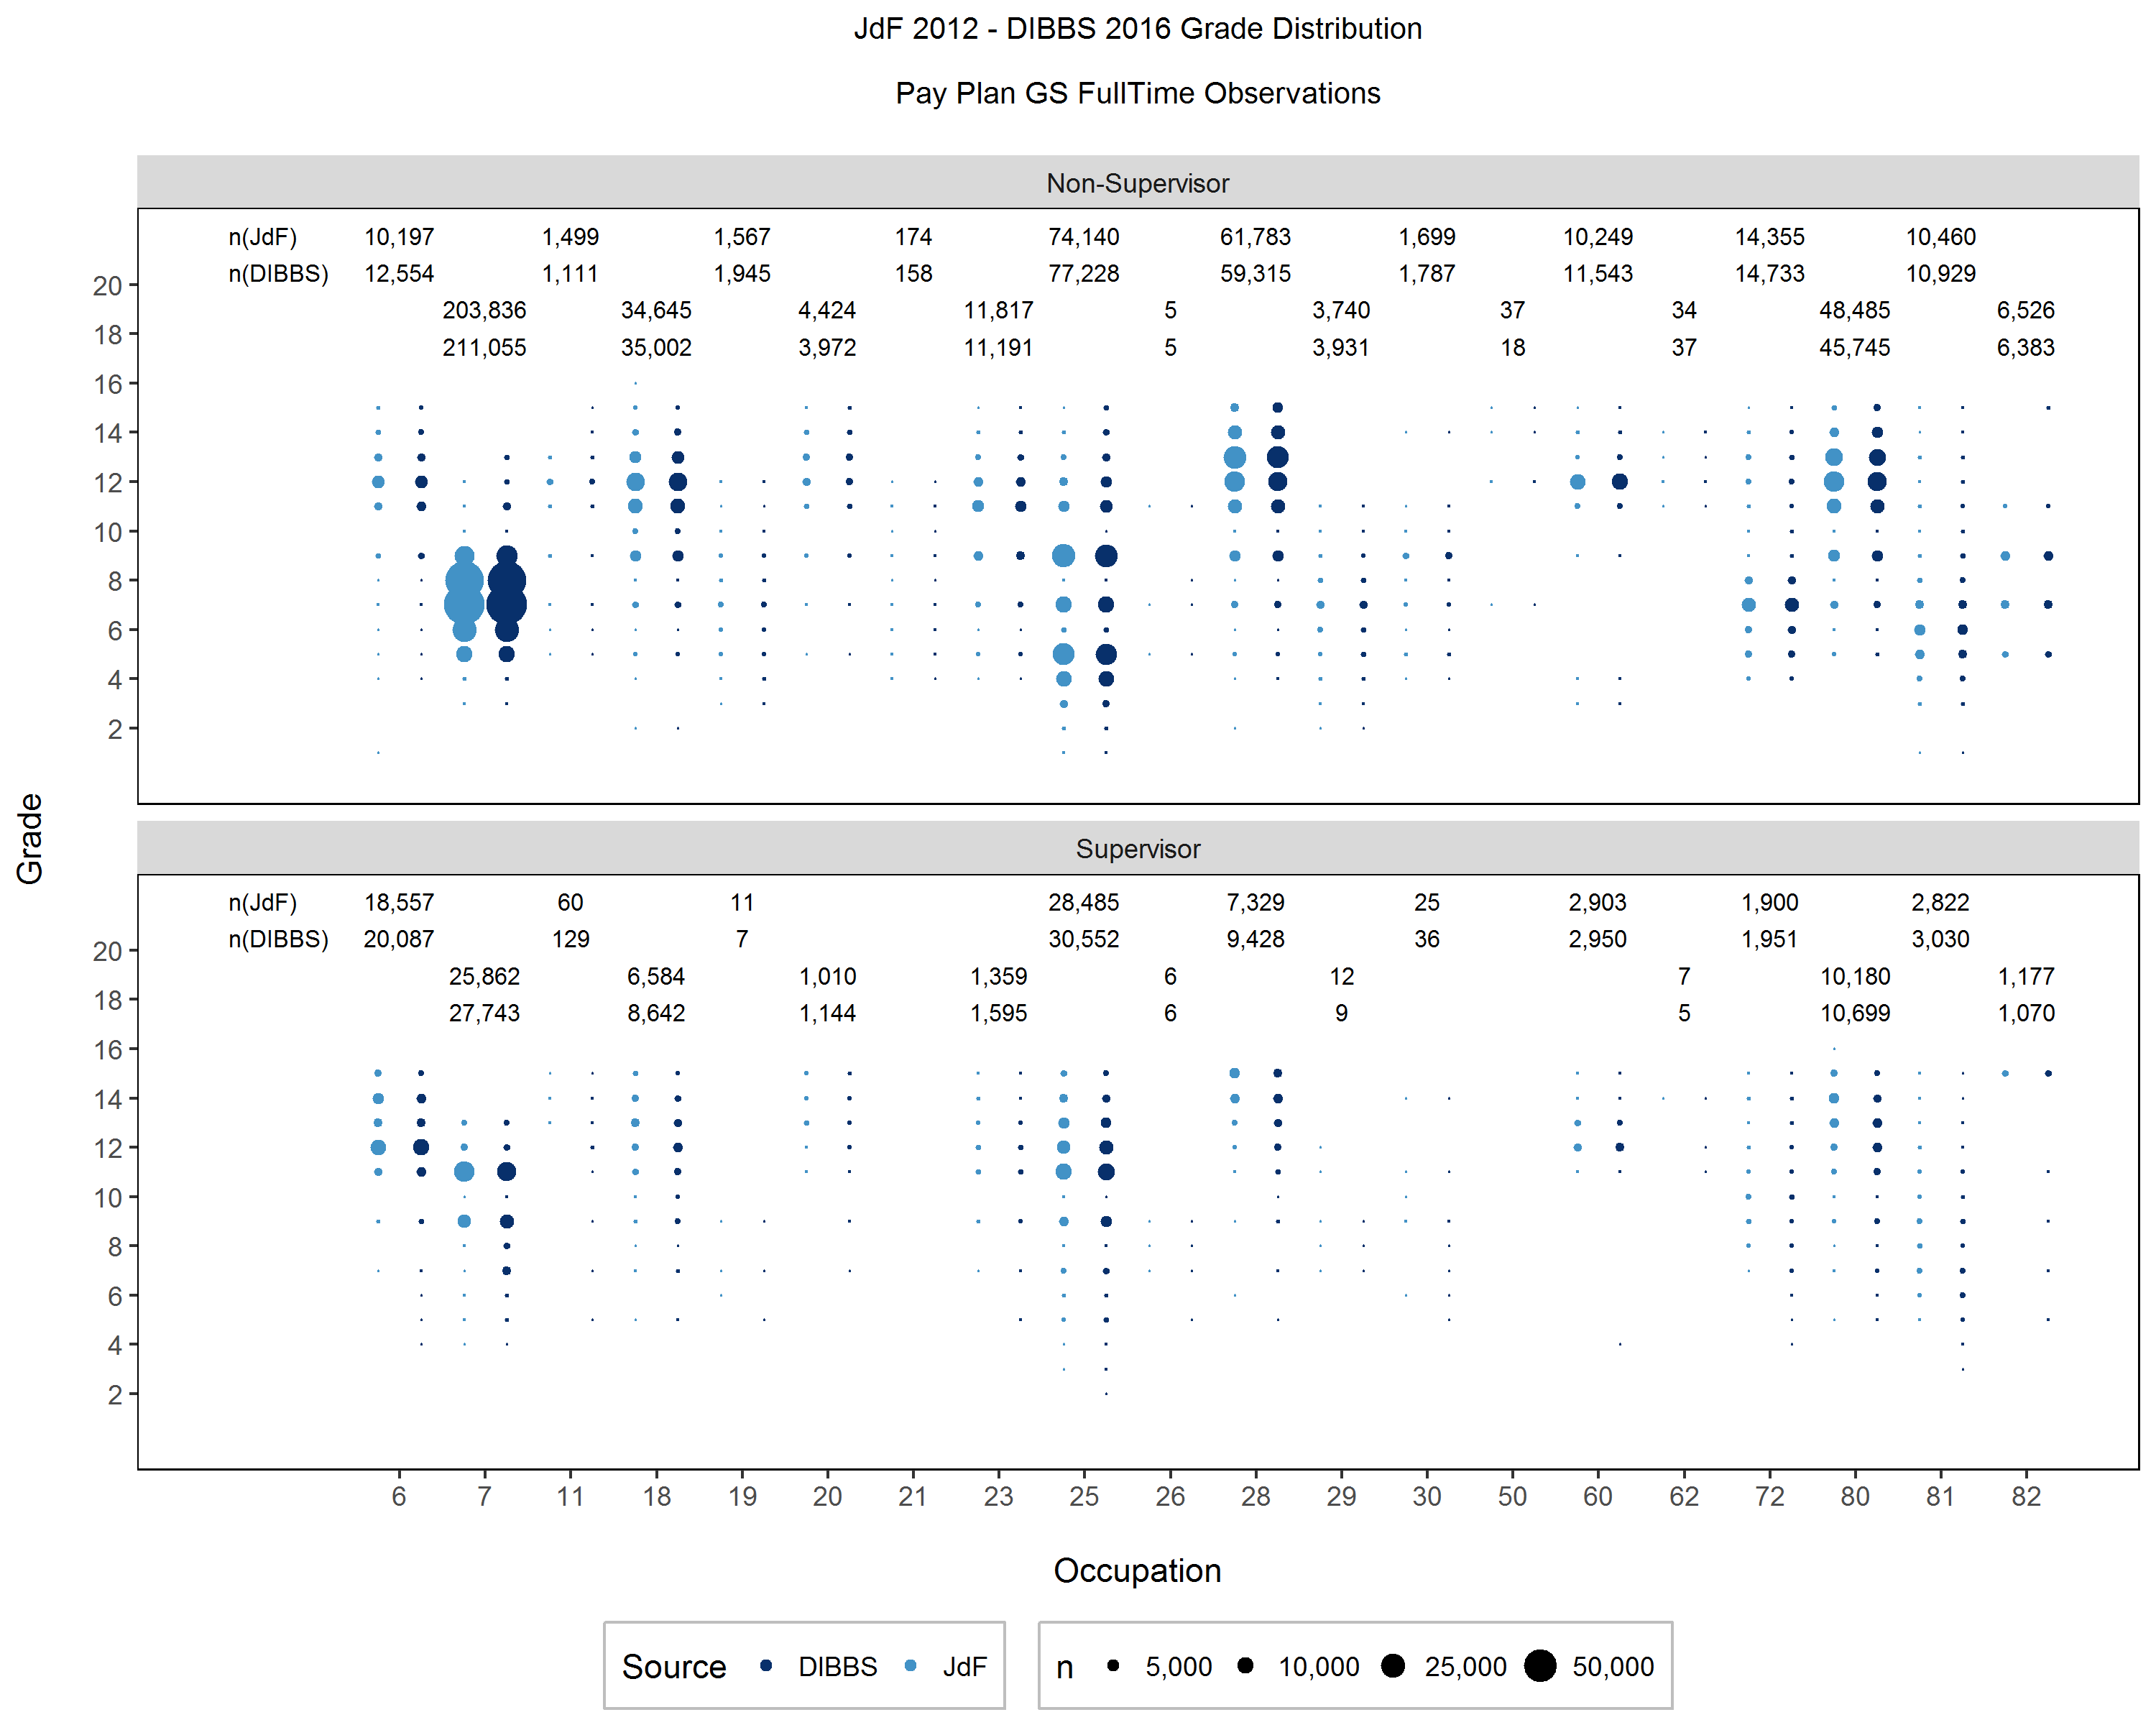 JdF 2012 - DIBBS 2016 Grade Distribution
Pay Plan GS FullTime Observations
Non-Supervisor
n(JdF) 10,197 1,499 1,567 174 74,140 61,783 1,699 10,249 14,355 10,460
n(DIBBS) 12,554 1,111 1,945 158 77,228 59,315 1,787 11,543 14,733 10,929
20
203,836 34,645 4,424 11,817 5 3,740 37 34 48,485 6,526
18
211,055 35,002 3,972 11,191 5 3,931 18 37 45,745 6,383
16
14
12
10
8
6
4
2
Grade
Supervisor
n(JdF) 18,557 60 11 28,485 7,329 25 2,903 1,900 2,822
n(DIBBS) 20,087 129 7 30,552 9,428 36 2,950 1,951 3,030
20
25,862 6,584 1,010 1,359 6 12 7 10,180 1,177
18
27,743 8,642 1,144 1,595 6 9 5 10,699 1,070
16
14
12
10
8
6
4
2
6 7 11 18 19 20 21 23 25 26 28 29 30 50 60 62 72 80 81 82
Occupation
Source DIBBS JdF n 5,000 10,000 25,000 50,000